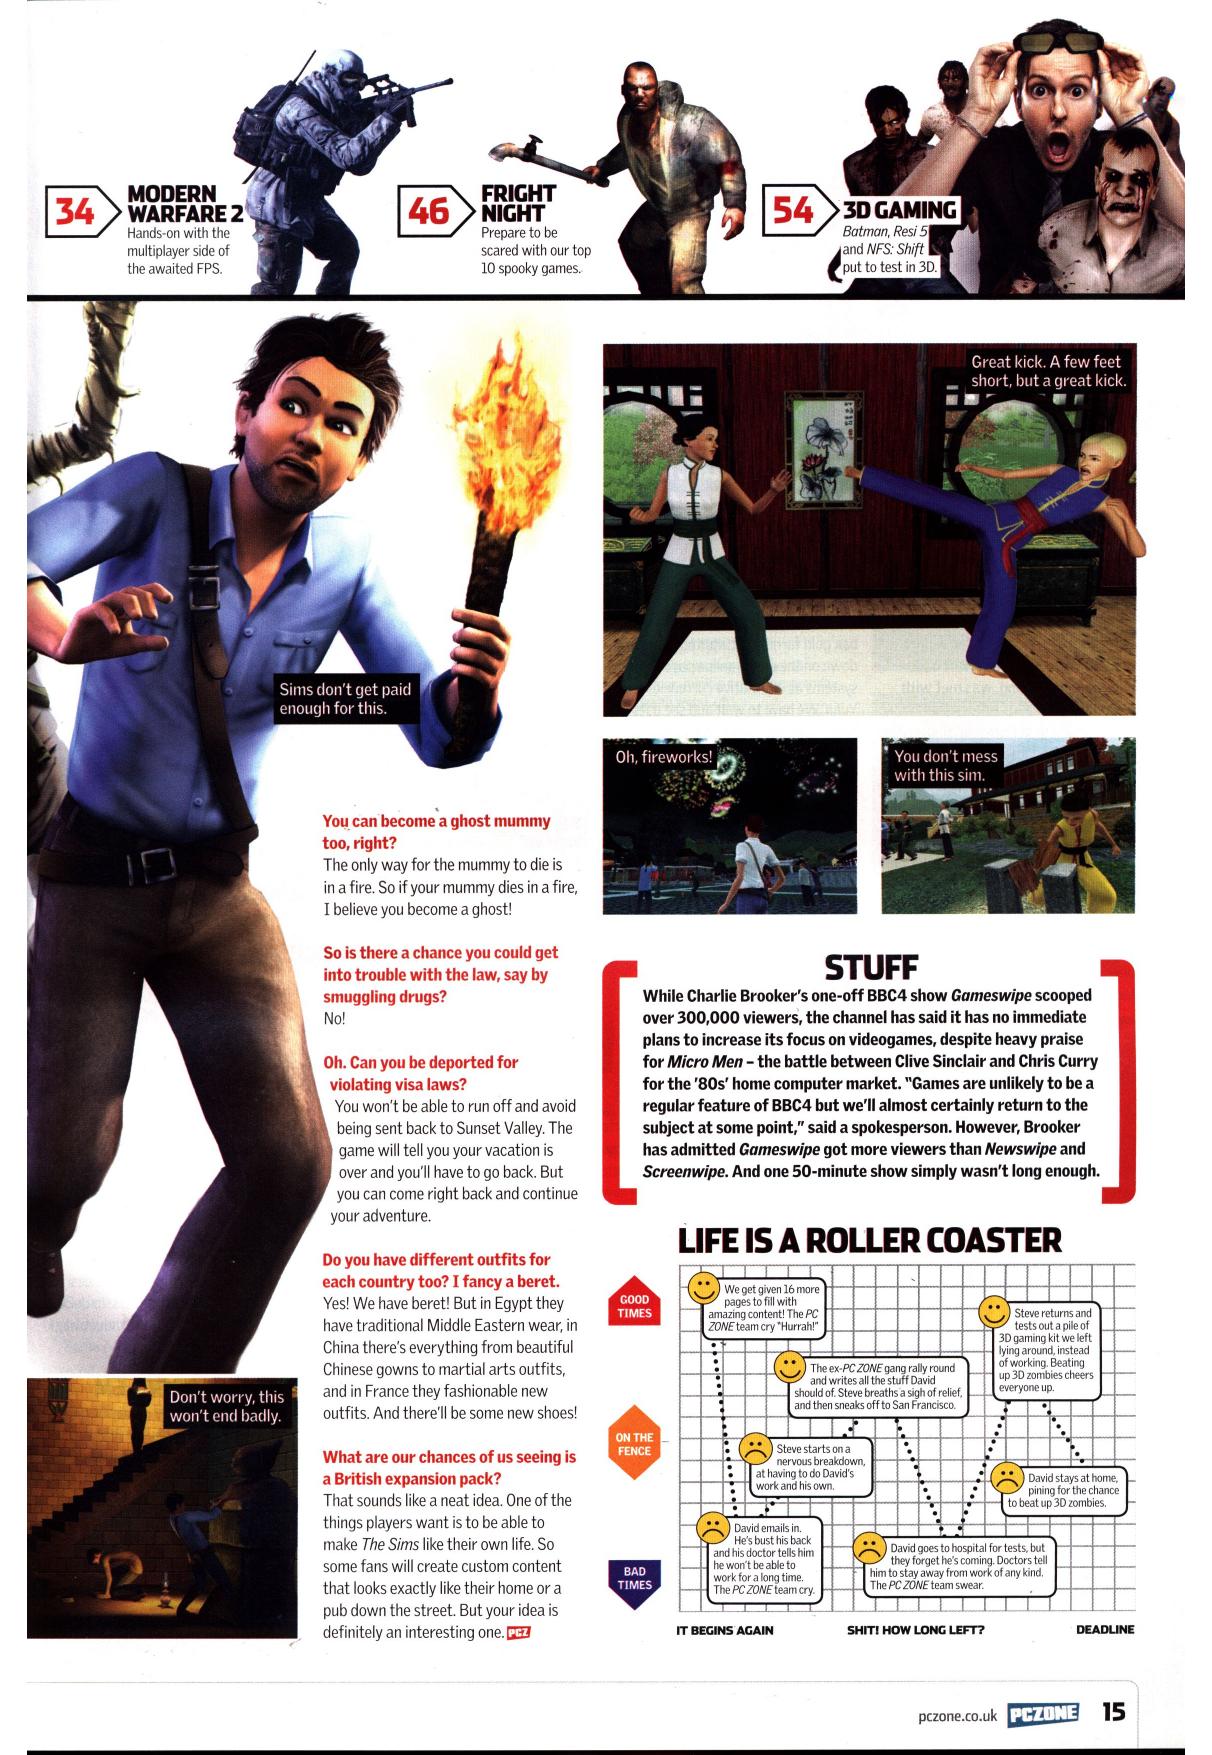 34
MODERN
WARFARE 2
Hands-on with the
multiplayer side of
the awaited FPS.
46
FRIGHT
NIGHT
Prepare to be
scared with our top
10 spooky games.
54
3D GAMING
Batman, Resi 5
and NFS: Shift
put to test in 3D.
Sims don't get paid
enough for this.
You can become a ghost mummy
too, right?
The only way for the mummy to die is
in a fire. So if your mummy dies in a fire,
I believe you become a ghost!
So is there a chance you could get
into trouble with the law, say by
smuggling drugs?
No!
Oh. Can you be deported for
violating visa laws?
You won't be able to run off and avoid
being sent back to Sunset Valley. The
game will tell you your vacation is
over and you'll have to go back. But
you can come right back and continue
your adventure.
Do you have different outfits for
each country too? I fancy a beret.
Yes! We have beret! But in Egypt they
have traditional Middle Eastern wear, in
China there's everything from beautiful
Chinese gowns to martial arts outfits,
and in France they fashionable new
outfits. And there'll be some new shoes!
What are our chances of us seeing is
a British expansion pack?
That sounds like a neat idea. One of the
things players want is to be able to
make The Sims like their own life. So
some fans will create custom content
that looks exactly like their home or a
pub down the street. But your idea is
definitely an interesting one. PCZ
Don't worry, this
won't end badly.
Great kick. A few feet
short, but a great kick.
Oh, fireworks!
You don't mess
with this sim.
STUFF
While Charlie Brooker's one-off BBC4 show Gameswipe scooped
over 300,000 viewers, the channel has said it has no immediate
plans to increase its focus on videogames, despite heavy praise
for Micro Men – the battle between Clive Sinclair and Chris Curry
for the '80s' home computer market. "Games are unlikely to be a
regular feature of BBC4 but we'll almost certainly return to the
subject at some point," said a spokesperson. However, Brooker
has admitted Gameswipe got more viewers than Newswipe and
Screenwipe. And one 50-minute show simply wasn't long enough.
LIFE IS A ROLLER COASTER
GOOD
TIMES
ON THE
FENCE
BAD
TIMES
We get given 16 more
pages to fill with
amazing content! The PC
ZONE team cry "Hurrah!"
David emails in.
He's bust his back
and his doctor tells him
he won't be able to
work for a long time.
The PC ZONE team cry.
Steve starts on a
nervous breakdown,
at having to do David's
work and his own.
The ex-PC ZONE gang rally round
and writes all the stuff David
should of. Steve breaths a sigh of relief,
and then sneaks off to San Francisco.
David goes to hospital for tests, but
they forget he's coming. Doctors tell
him to stay away from work of any kind.
The PC ZONE team swear.
Steve returns and
tests out a pile of
3D gaming kit we left
lying around, instead
of working. Beating
up 3D zombies cheers
everyone up.
David stays at home,
pining for the chance
to beat up 3D zombies.
IT BEGINS AGAIN
SHIT! HOW LONG LEFT?
DEADLINE
pczone.co.uk PCZONE 15